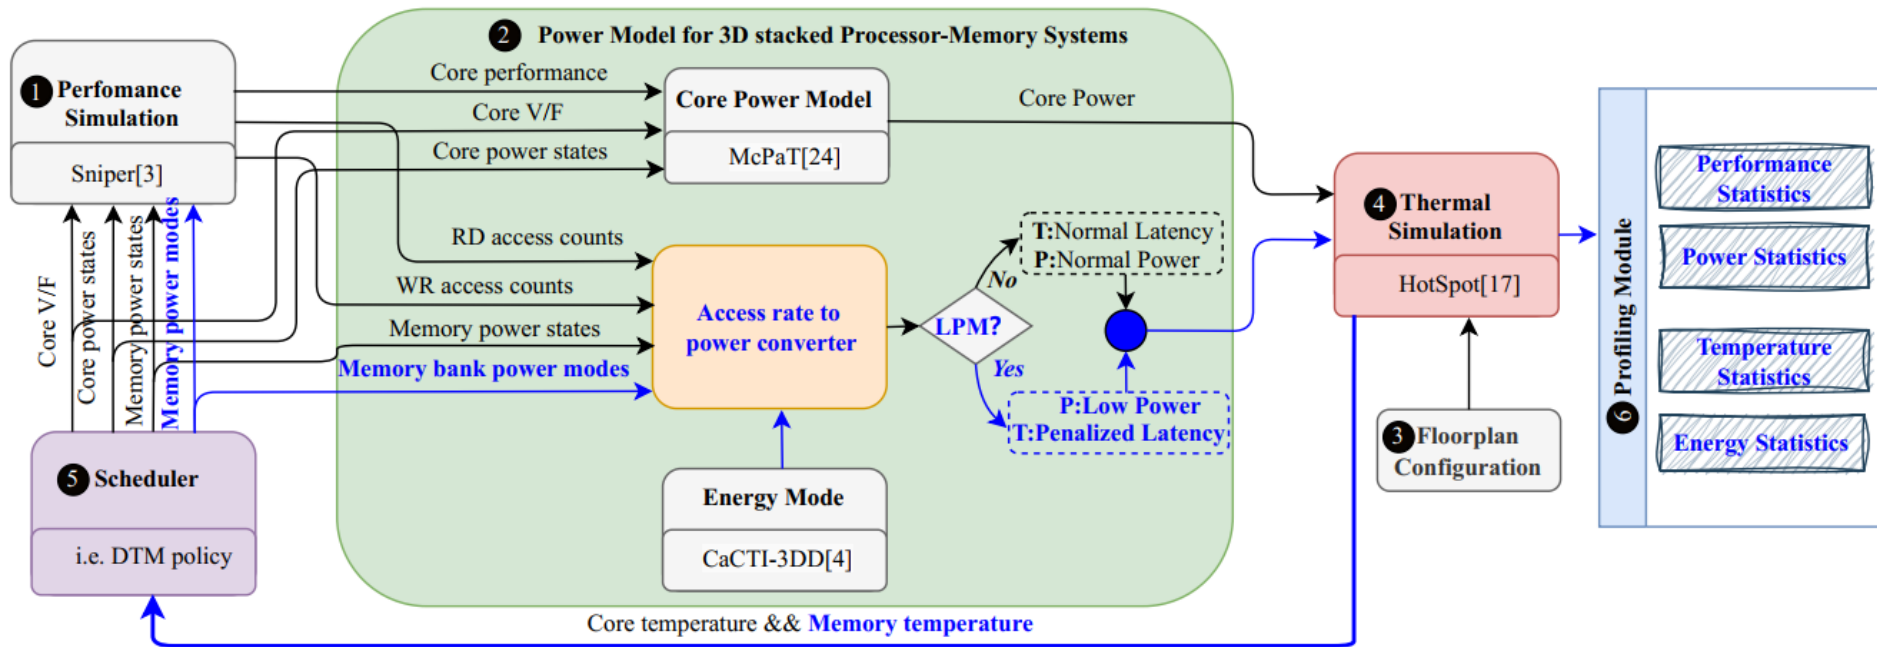 2 Power Model for 3D stacked Processor-Memory Systems
1 Perfomance
Simulation
Sniper[3]
Core performance
Core V/F
Core power states
Core Power Model
McPaT[24]
Core Power
RD access counts
WR access counts
Memory power states
Memory bank power modes
Access rate to
power converter
LPM?
No
Yes
T:Normal Latency
P:Normal Power
P:Low Power
T:Penalized Latency
Energy Mode
CaCTI-3DD[4]
4 Thermal
Simulation
HotSpot[17]
3 Floorplan
Configuration
Core V/F
Core power states
Memory power states
Memory power modes
5 Scheduler
i.e. DTM policy
Core temperature && Memory temperature
6 Profiling Module
Performance
Statistics
Power Statistics
Temperature
Statistics
Energy Statistics